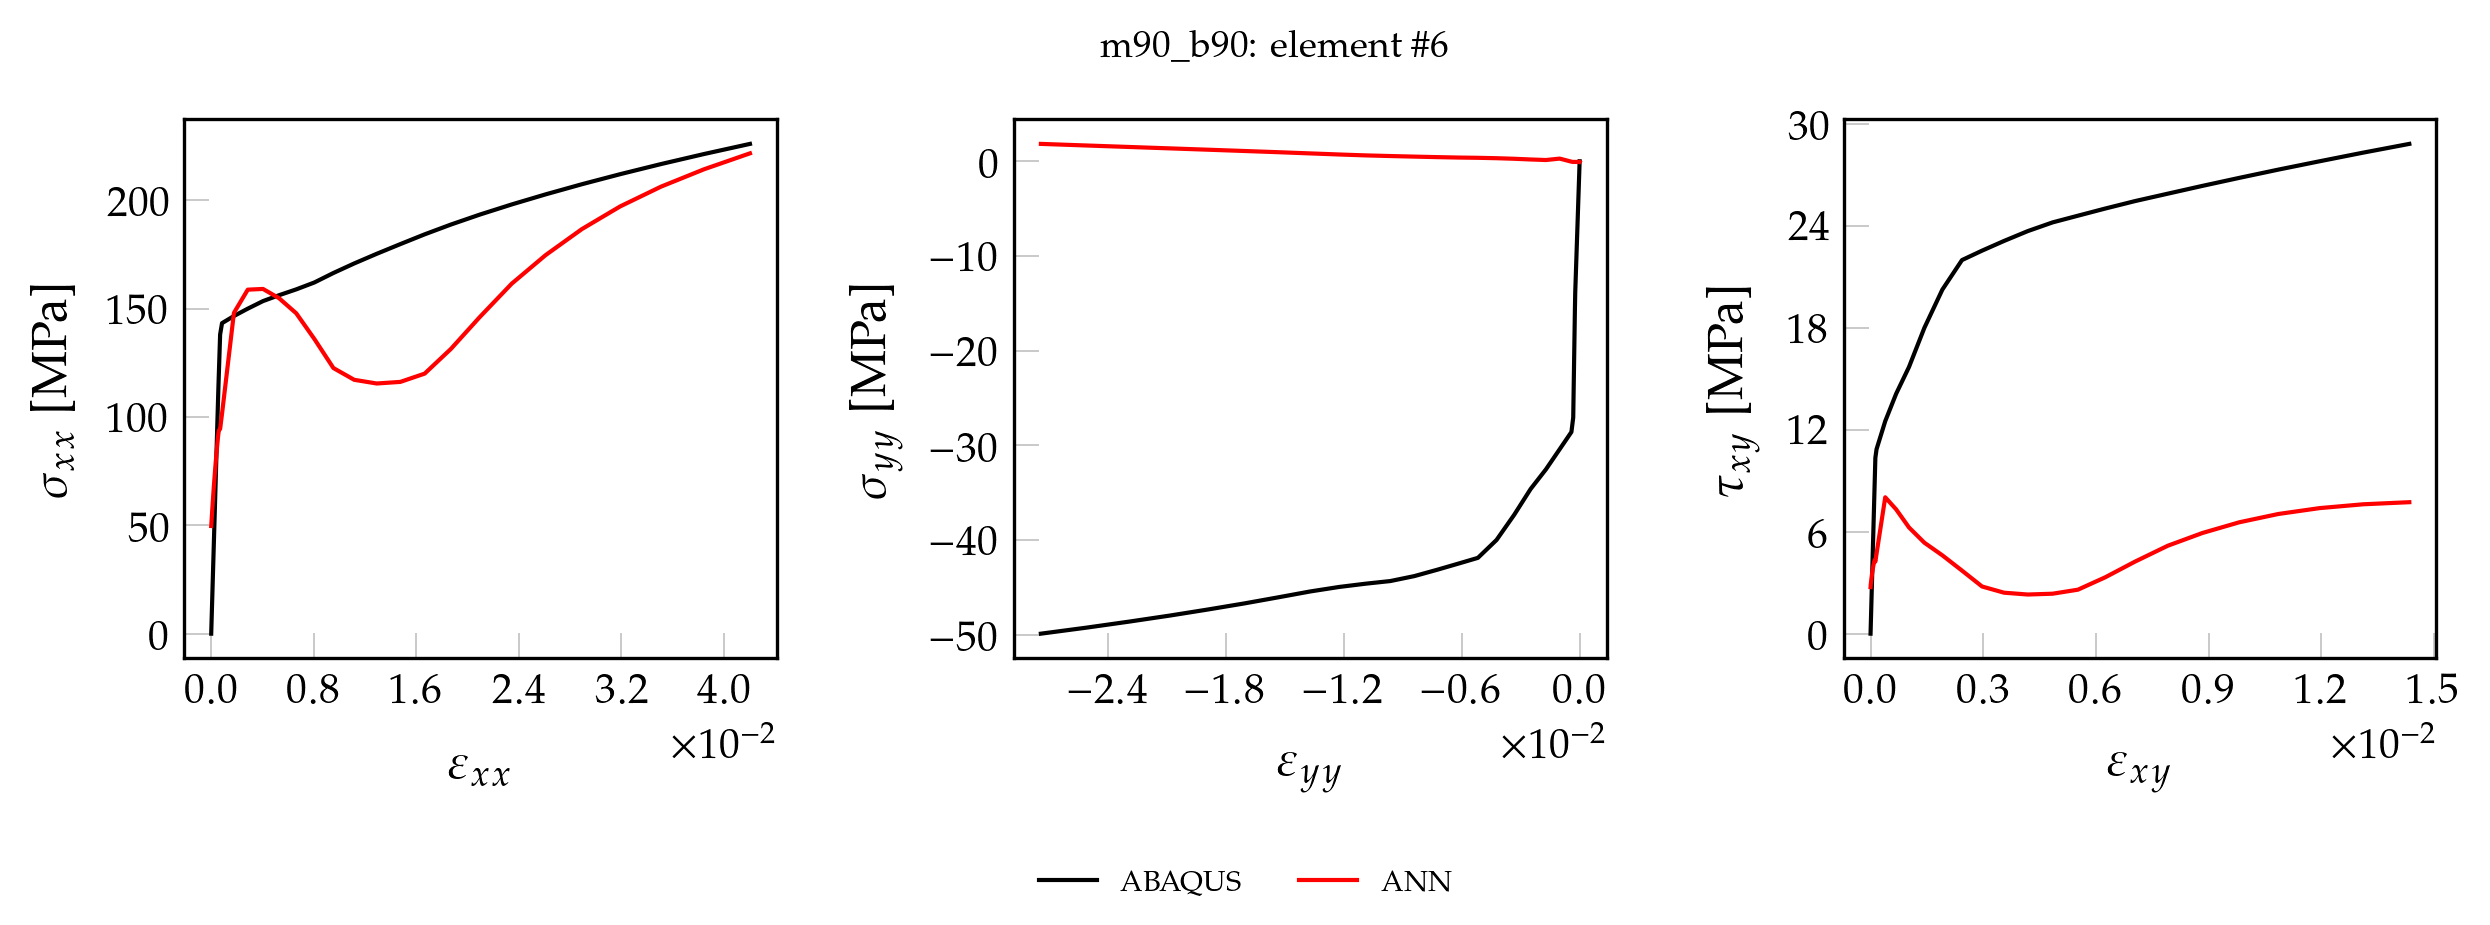 m90_b90: element #6
σxx [MPa]
200
150
100
50
0
0.0 0.8 1.6 2.4 3.2 4.0
×10−2
εxx
σyy [MPa]
0
−10
−20
−30
−40
−50
−2.4 −1.8 −1.2 −0.6 0.0
×10−2
εyy
τxy [MPa]
30
24
18
12
6
0
0.0 0.3 0.6 0.9 1.2 1.5
×10−2
εxy
ABAQUS ANN